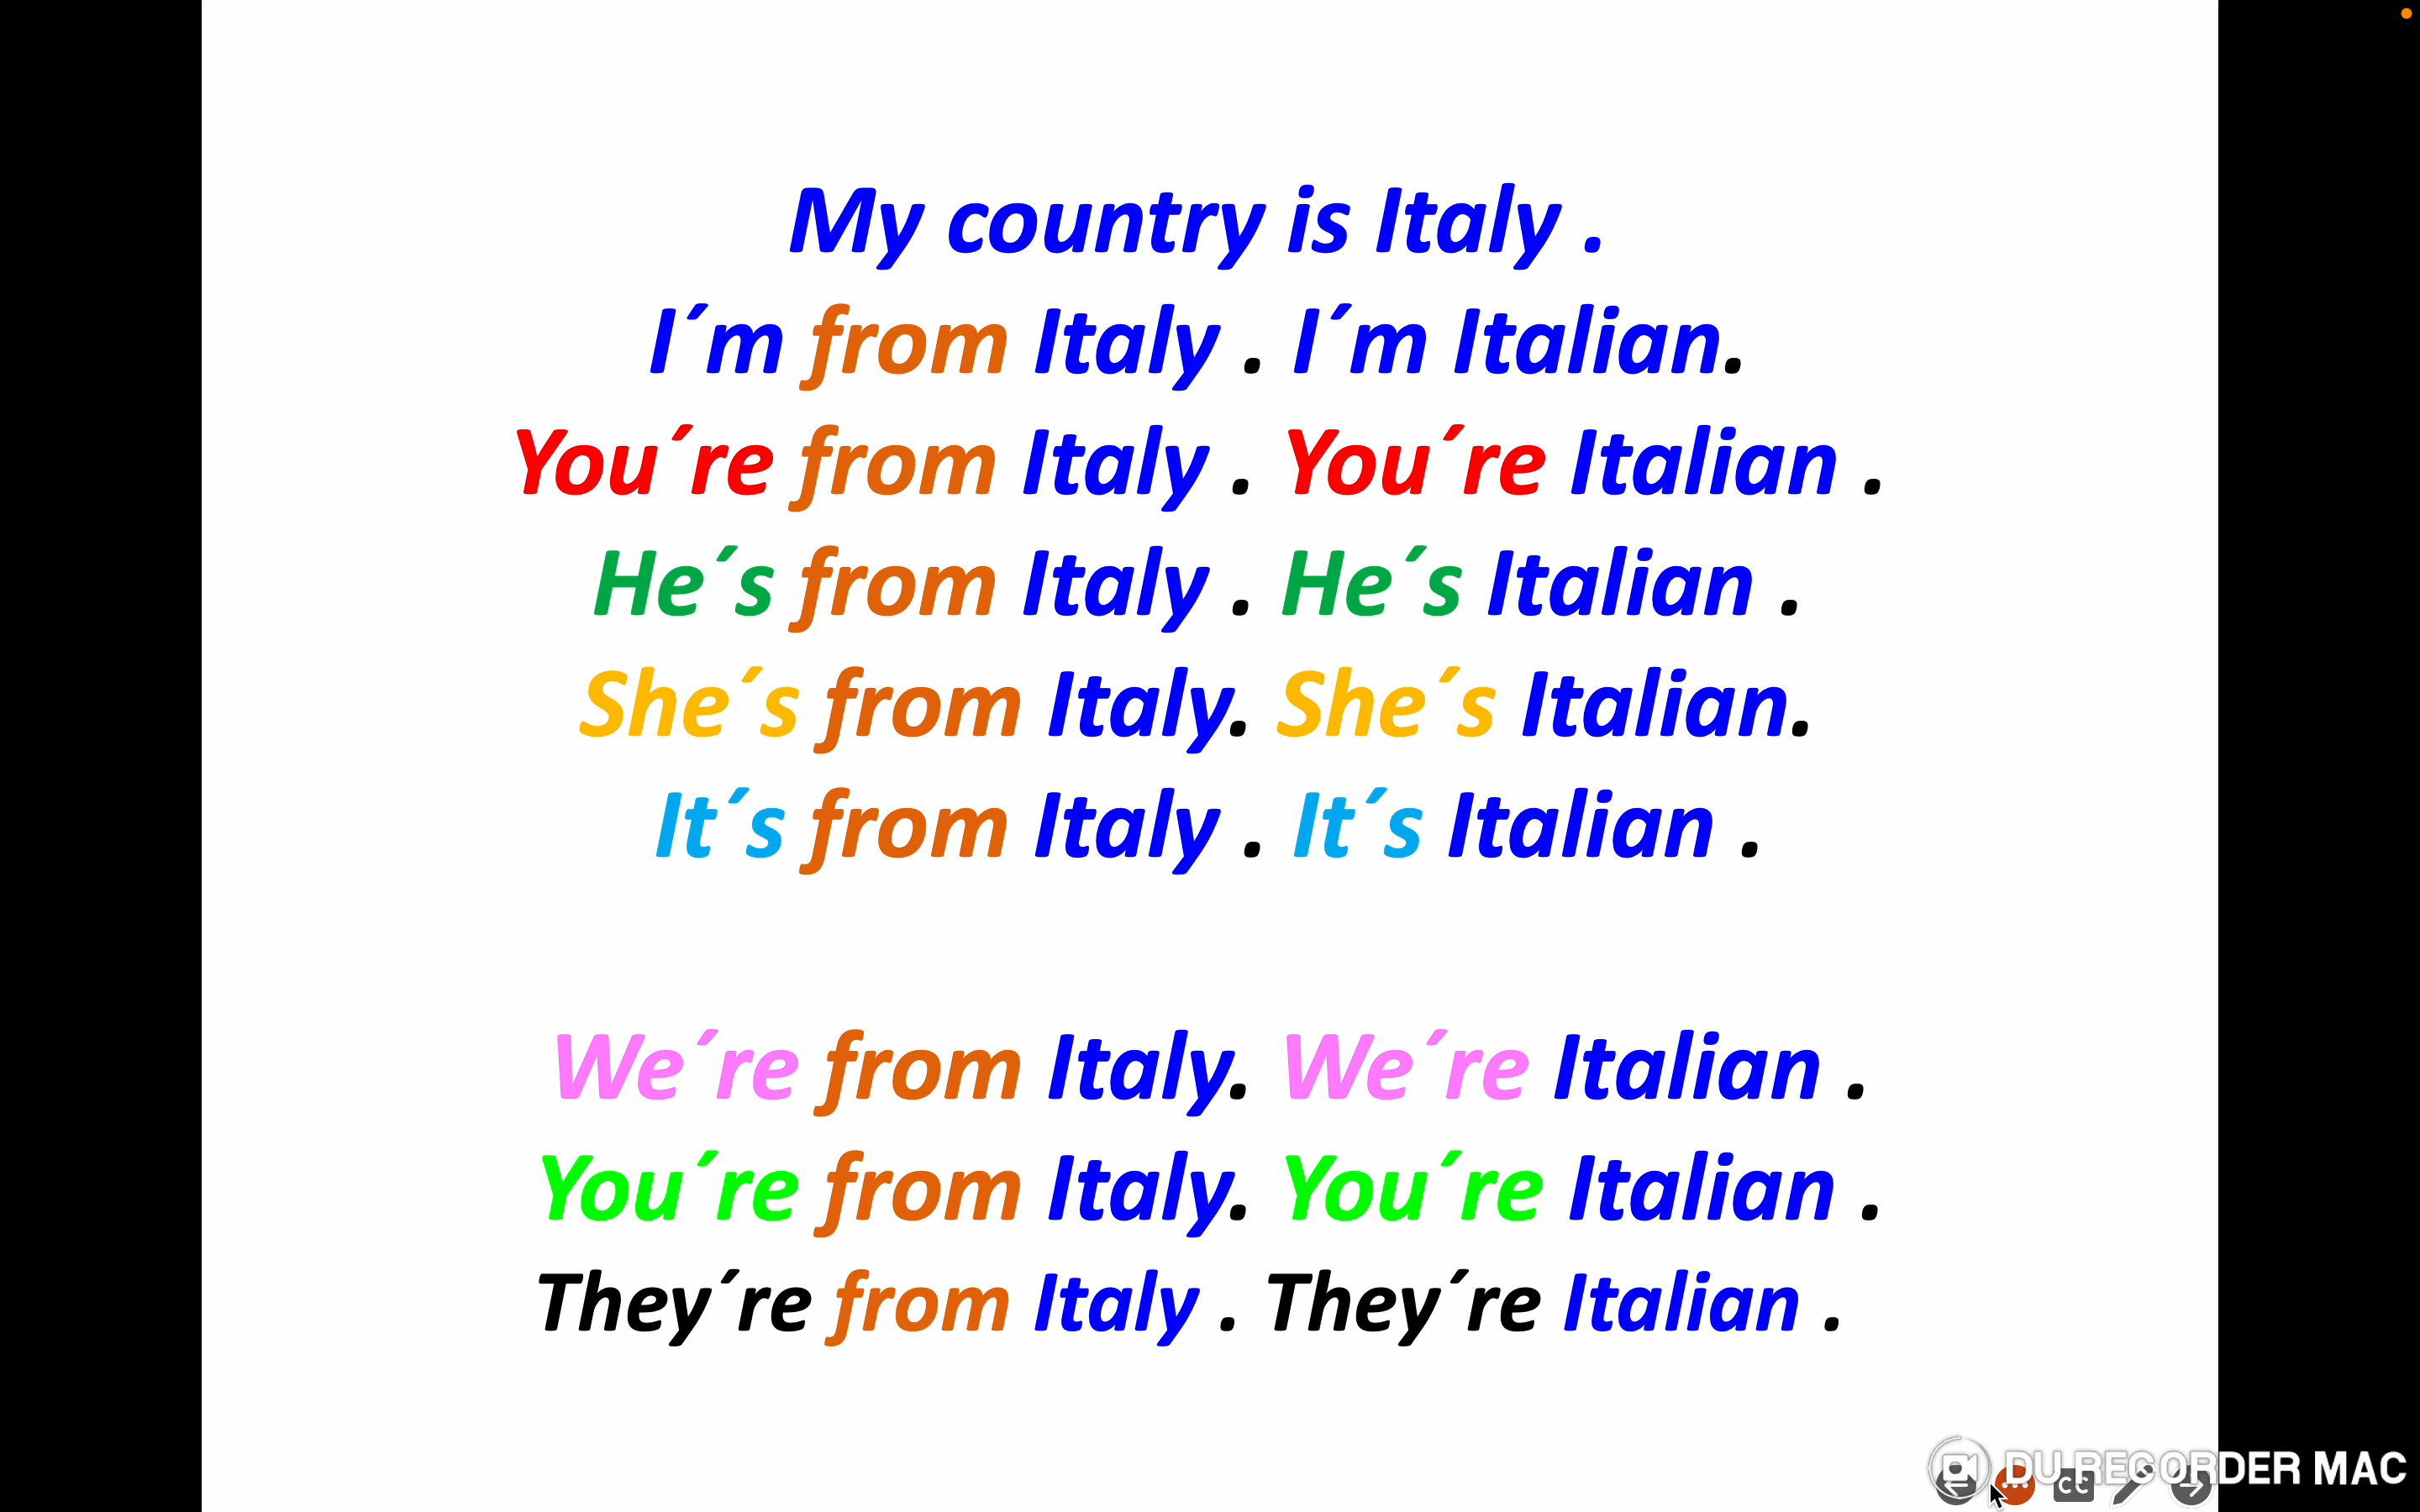 My country is Italy .
I´m from Italy . I´m Italian.
You´re from Italy . You´re Italian .
He´s from Italy . He´s Italian .
She´s from Italy. She´s Italian.
It´s from Italy . It´s Italian .
We´re from Italy. We´re Italian .
You´re from Italy. You´re Italian .
They´re from Italy . They´re Italian .
DU RECORDER MAC
CC